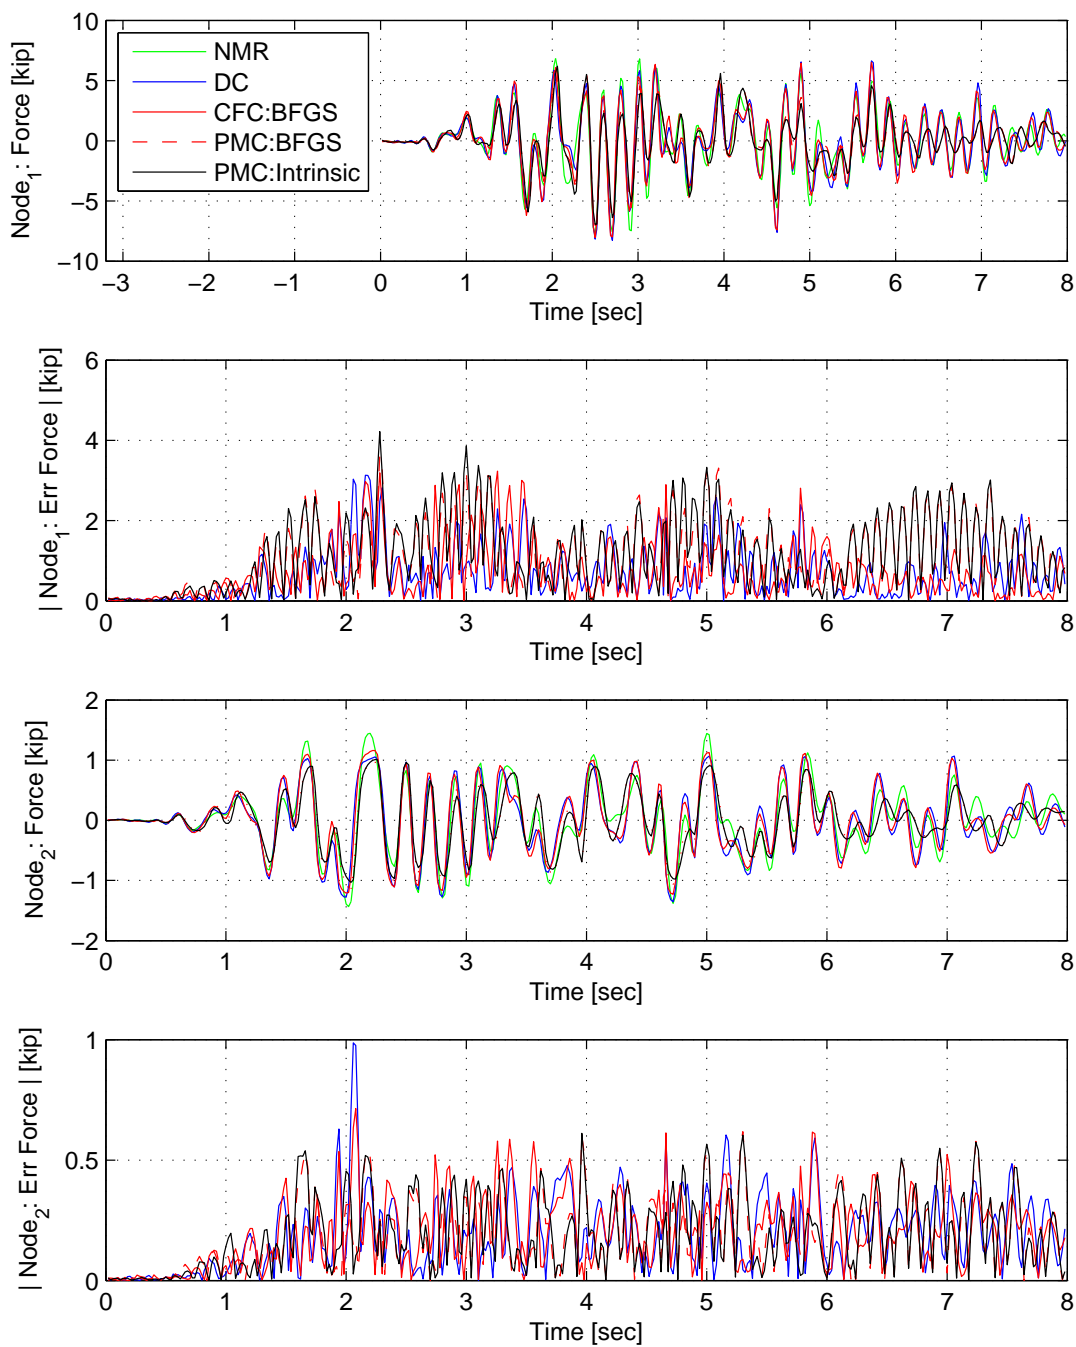 10
5
0
−5
−10
Node1: Force [kip]
NMR
DC
CFC:BFGS
PMC:BFGS
PMC:Intrinsic
−3 −2 −1 0 1 2 3 4 5 6 7 8
Time [sec]
6
4
2
0
| Node1: Err Force | [kip]
0 1 2 3 4 5 6 7 8
Time [sec]
2
1
0
−1
−2
Node2: Force [kip]
0 1 2 3 4 5 6 7 8
Time [sec]
1
0.5
0
| Node2: Err Force | [kip]
0 1 2 3 4 5 6 7 8
Time [sec]